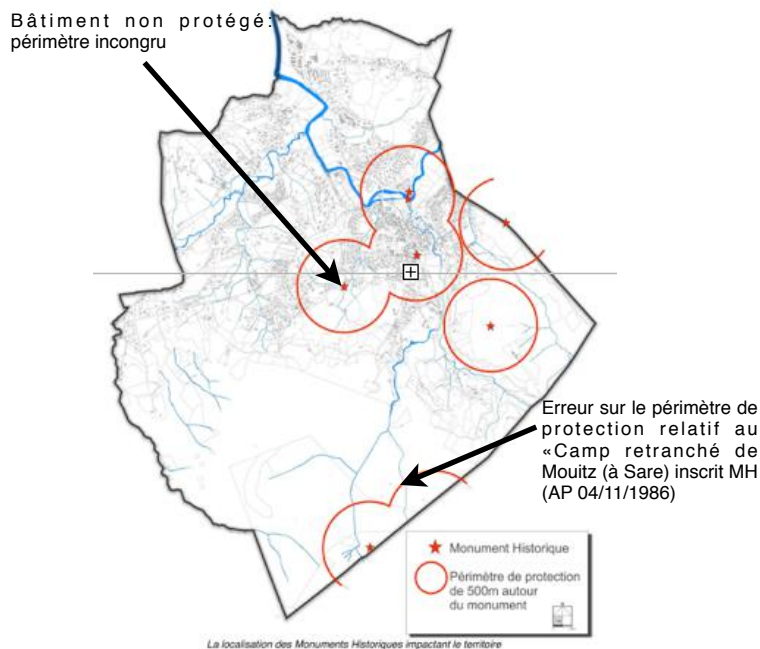 Bâtiment non protégé:
périmètre incongru
Erreur sur le périmètre de
protection relatif au
«Camp retranché de
Mouitz (à Sare) inscrit MH
(AP 04/11/1986)
Monument Historique
Périmètre de protection
de 500m autour
du monument
La localisation des Monuments Historiques impactant le territoire